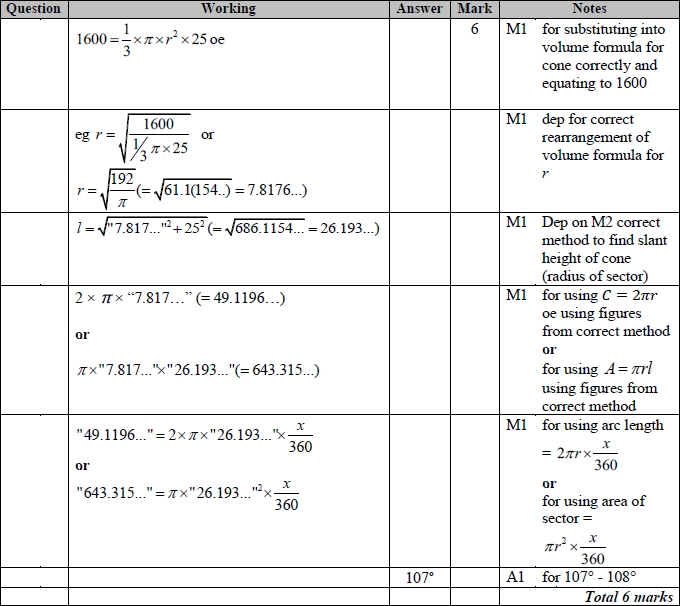 Question Working Answer Mark Notes
1600 = 1/3 × π × r² × 25 oe 6 M1 for substituting into
volume formula for
cone correctly and
equating to 1600
eg r = √(1600 / (1/3 π × 25)) or M1 dep for correct
rearrangement of
volume formula for
r
r = √(192/π) (= √61.1(154..) = 7.8176...)
l = √("7.817..."² + 25²) (= √686.1154... = 26.193...) M1 Dep on M2 correct
method to find slant
height of cone
(radius of sector)
2 × π × “7.817…” (= 49.1196…) M1 for using C = 2πr
oe using figures
from correct method
or
or
for using A = πrl
π×"7.817..."×"26.193..."(= 643.315...)
using figures from
correct method
"49.1196..." = 2×π×"26.193..."× x/360 M1 for using arc length
= 2πr × x/360
or
or
"643.315..." = π×"26.193..."² × x/360
for using area of
sector =
πr² × x/360
107° A1 for 107° - 108°
Total 6 marks